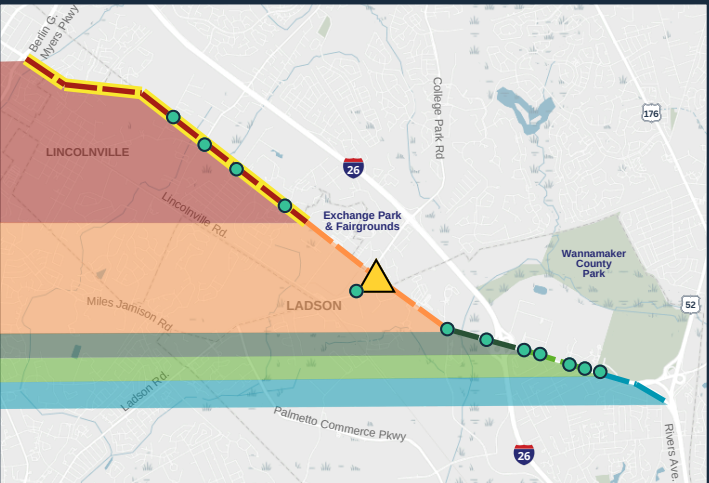 Berlin G.
Myers Pkwy
College Park Rd
176
LINCOLNVILLE
26
Lincolnville Rd.
Exchange Park
& Fairgrounds
Wannamaker
County
Park
52
LADSON
Miles Jamison Rd
Ladson Rd.
Palmetto Commerce Pkwy
Rivers Ave.
26